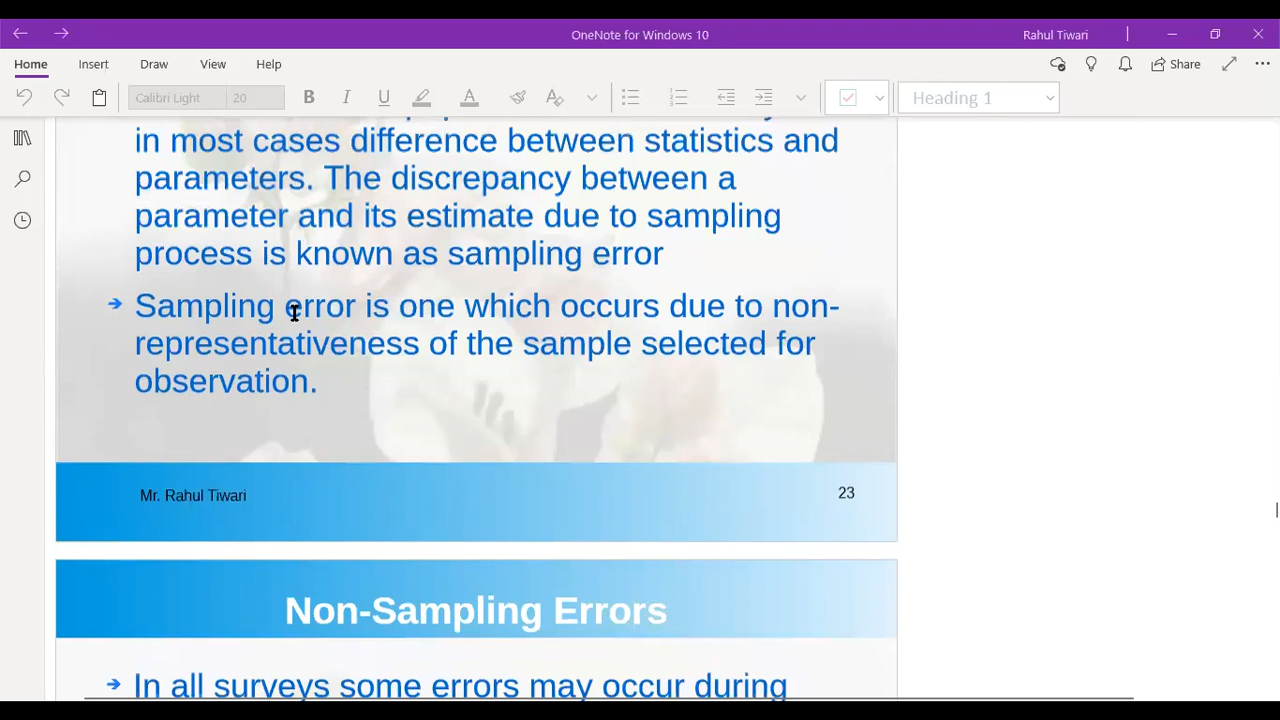 OneNote for Windows 10
Rahul Tiwari
Home Insert Draw View Help
Share
Calibri Light 20
Heading 1
in most cases difference between statistics and
parameters. The discrepancy between a
parameter and its estimate due to sampling
process is known as sampling error
Sampling error is one which occurs due to non-
representativeness of the sample selected for
observation.
Mr. Rahul Tiwari
23
Non-Sampling Errors
In all surveys some errors may occur during